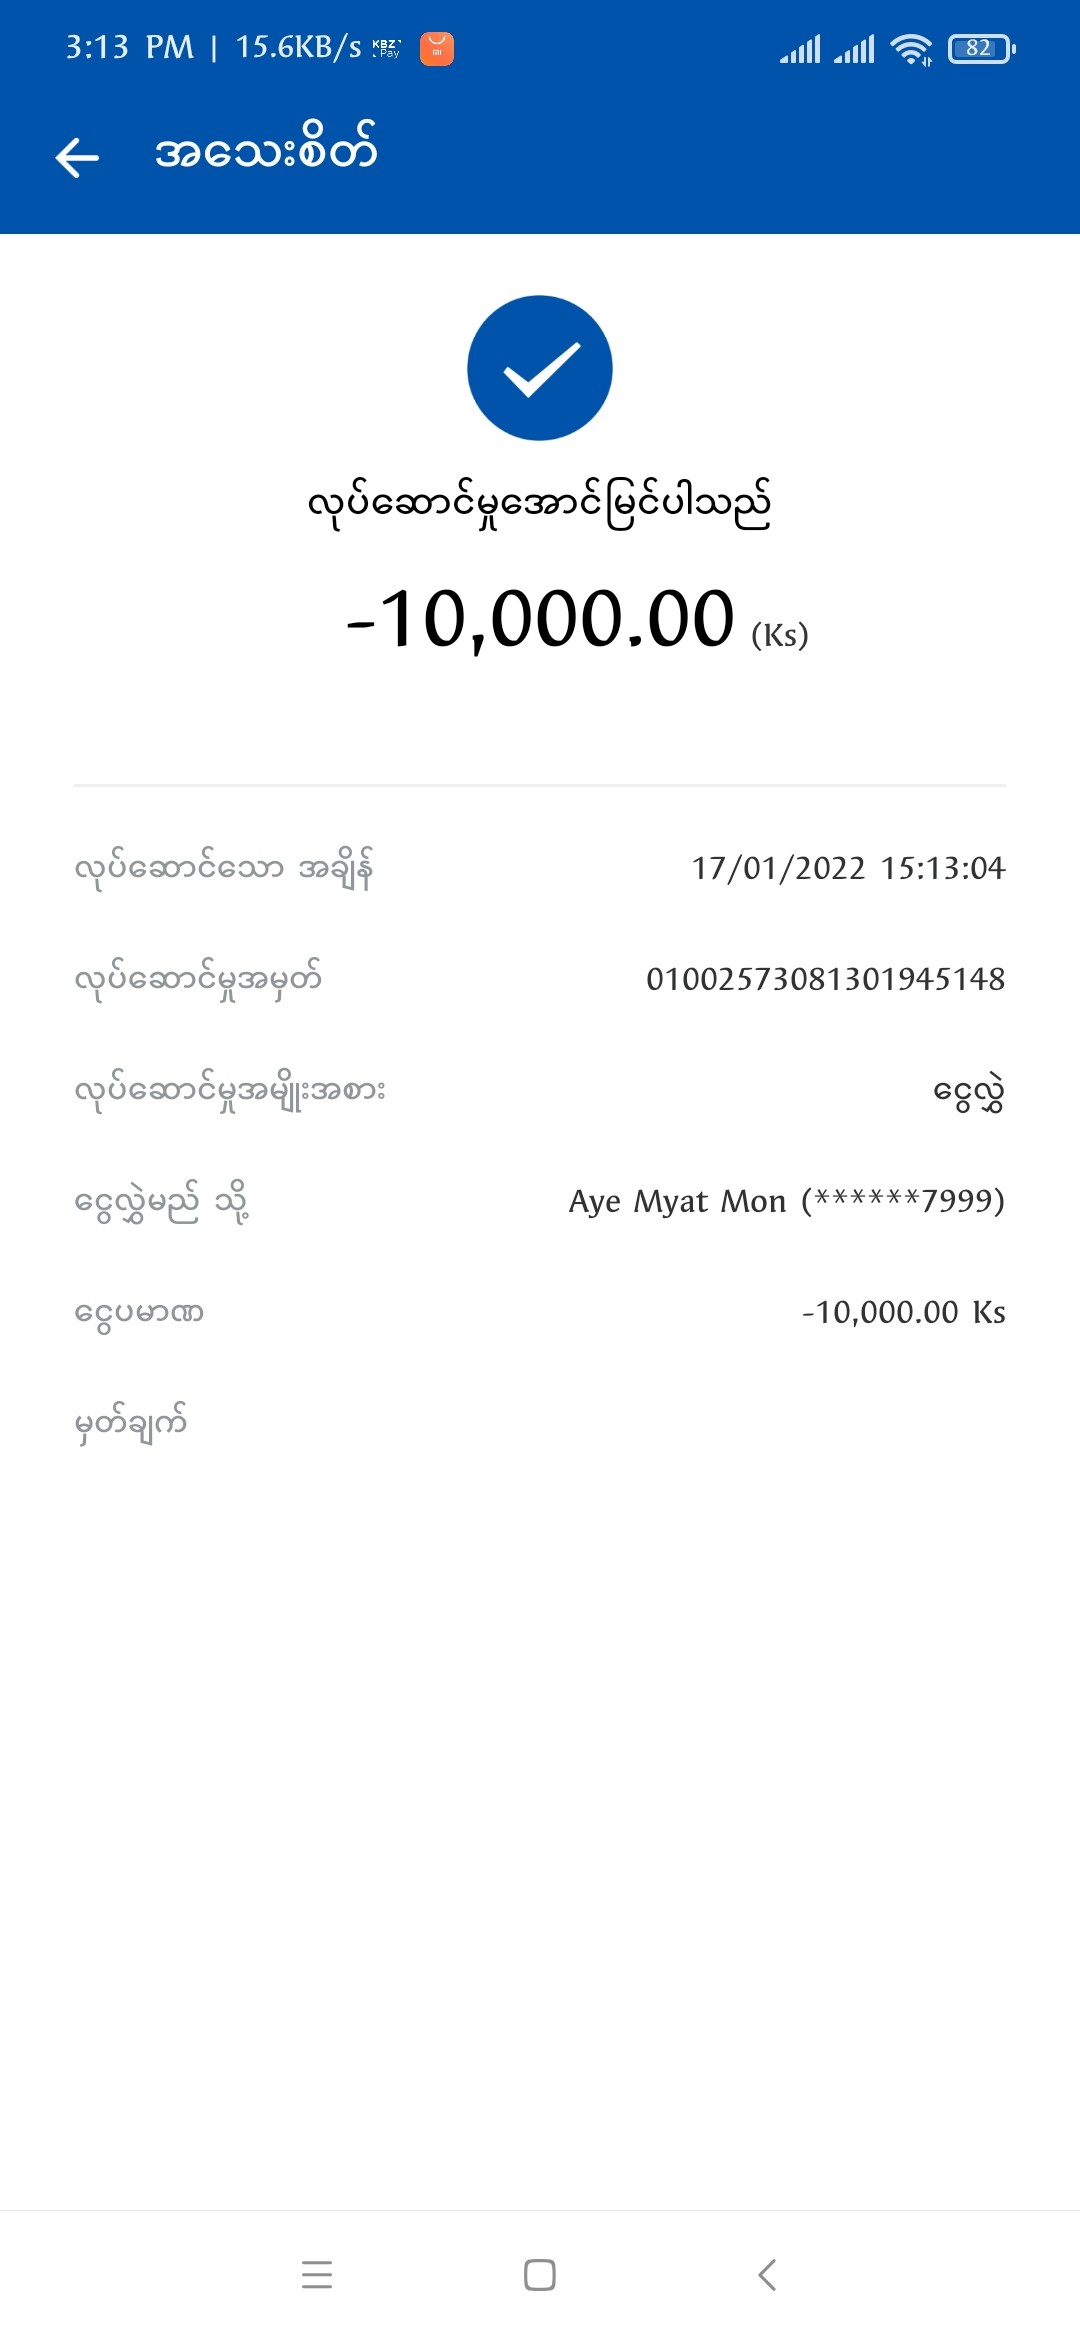 3:13 PM | 15.6KB/s KBZ Pay 82
အသေးစိတ်
လုပ်ဆောင်မှုအောင်မြင်ပါသည်
-10,000.00 (Ks)
လုပ်ဆောင်သော အချိန် 17/01/2022 15:13:04
လုပ်ဆောင်မှုအမှတ် 01002573081301945148
လုပ်ဆောင်မှုအမျိုးအစား ငွေလွှဲ
ငွေလွှဲမည် သို့ Aye Myat Mon (******7999)
ငွေပမာဏ -10,000.00 Ks
မှတ်ချက်